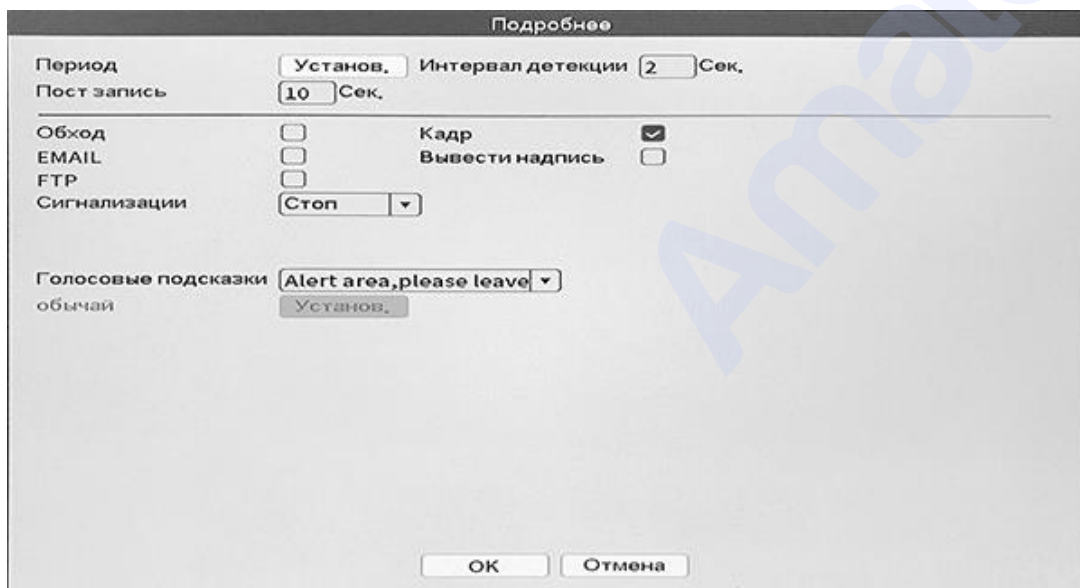 Подробнее
Период Установ. Интервал детекции 2 Сек.
Пост запись 10 Сек.
Обход Кадр
EMAIL Вывести надпись
FTP
Сигнализации Стоп
Голосовые подсказки Alert area,please leave
обычай Установ.
OK Отмена